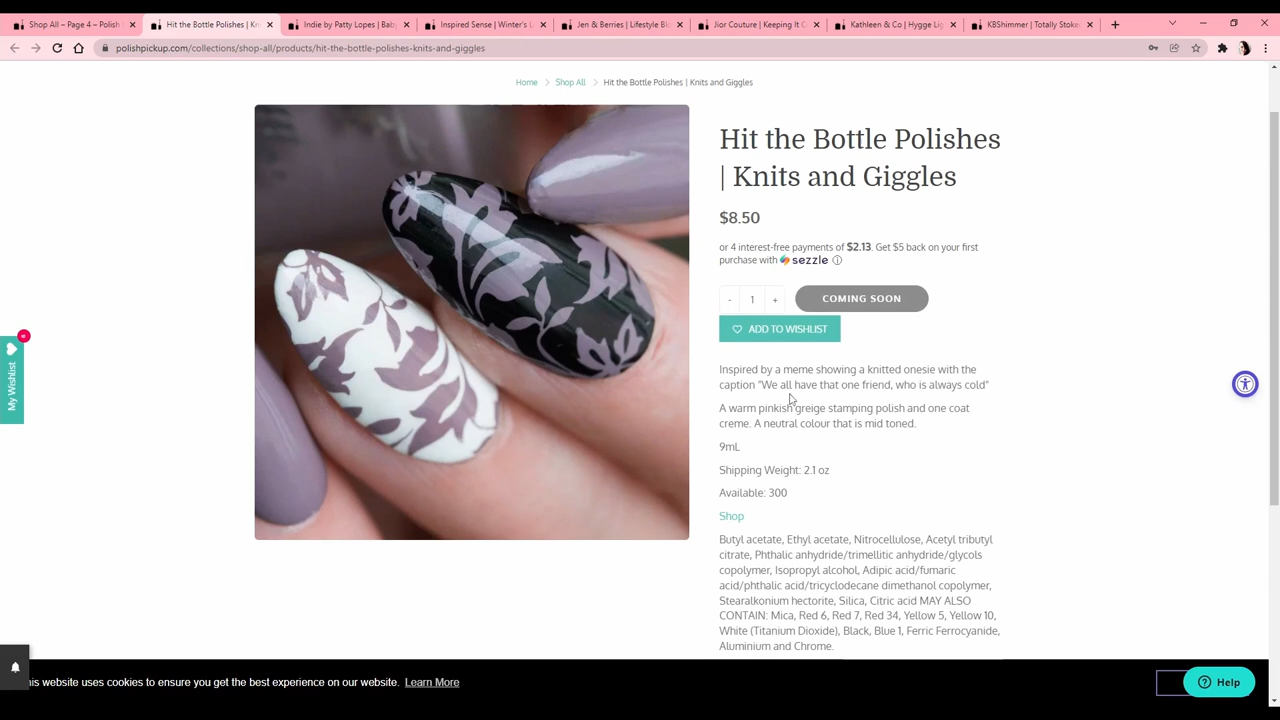 Shop All – Page 4 – Polish
Hit the Bottle Polishes | Kn
Indie by Patty Lopes | Bab
Inspired Sense | Winter's L
Jen & Berries | Lifestyle Bl
Jior Couture | Keeping It C
Kathleen & Co | Hygge Lig
KBShimmer | Totally Stoke
polishpickup.com/collections/shop-all/products/hit-the-bottle-polishes-knits-and-giggles
Home > Shop All > Hit the Bottle Polishes | Knits and Giggles
Hit the Bottle Polishes
| Knits and Giggles
$8.50
or 4 interest-free payments of $2.13. Get $5 back on your first
purchase with sezzle
- 1 +
COMING SOON
ADD TO WISHLIST
My Wishlist
0
Inspired by a meme showing a knitted onesie with the
caption "We all have that one friend, who is always cold"
A warm pinkish greige stamping polish and one coat
creme. A neutral colour that is mid toned.
9mL
Shipping Weight: 2.1 oz
Available: 300
Shop
Butyl acetate, Ethyl acetate, Nitrocellulose, Acetyl tributyl
citrate, Phthalic anhydride/trimellitic anhydride/glycols
copolymer, Isopropyl alcohol, Adipic acid/fumaric
acid/phthalic acid/tricyclodecane dimethanol copolymer,
Stearalkonium hectorite, Silica, Citric acid MAY ALSO
CONTAIN: Mica, Red 6, Red 7, Red 34, Yellow 5, Yellow 10,
White (Titanium Dioxide), Black, Blue 1, Ferric Ferrocyanide,
Aluminium and Chrome.
his website uses cookies to ensure you get the best experience on our website. Learn More
Help